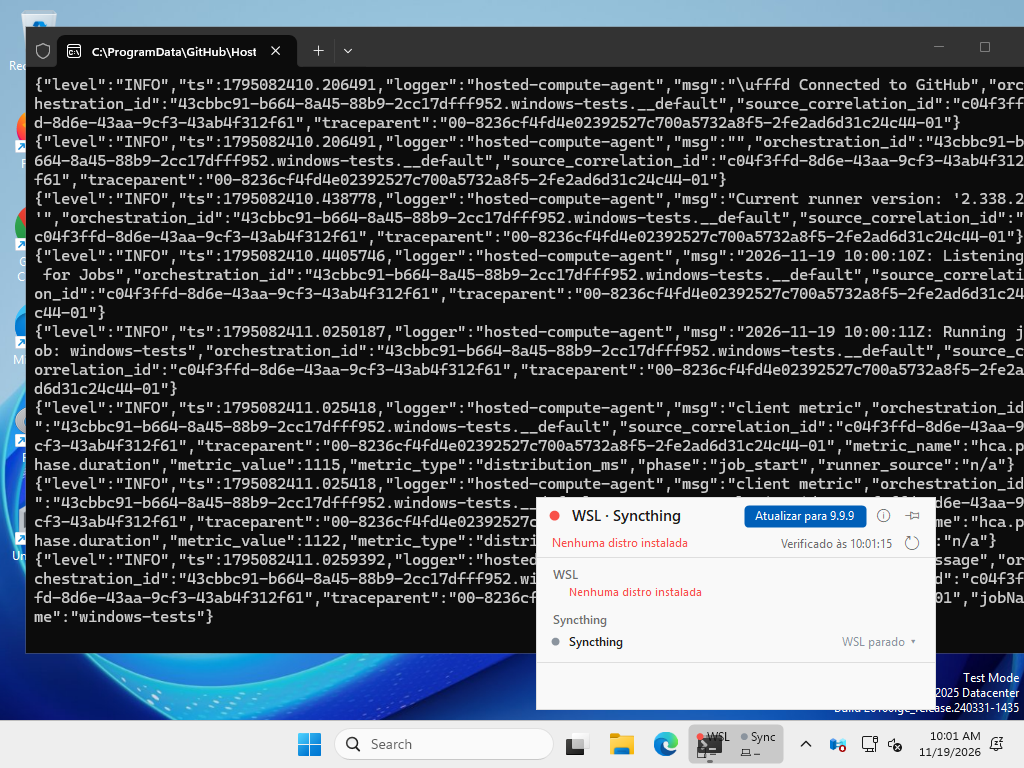 C:\ProgramData\GitHub\Host
{"level":"INFO","ts":1795082410.206491,"logger":"hosted-compute-agent","msg":"\ufffd Connected to GitHub","orc
hestration_id":"43cbbc91-b664-8a45-88b9-2cc17dfff952.windows-tests.__default","source_correlation_id":"c04f3ff
d-8d6e-43aa-9cf3-43ab4f312f61","traceparent":"00-8236cf4fd4e02392527c700a5732a8f5-2fe2ad6d31c24c44-01"}
{"level":"INFO","ts":1795082410.206491,"logger":"hosted-compute-agent","msg":"","orchestration_id":"43cbbc91-b
664-8a45-88b9-2cc17dfff952.windows-tests.__default","source_correlation_id":"c04f3ffd-8d6e-43aa-9cf3-43ab4f312
f61","traceparent":"00-8236cf4fd4e02392527c700a5732a8f5-2fe2ad6d31c24c44-01"}
{"level":"INFO","ts":1795082410.438778,"logger":"hosted-compute-agent","msg":"Current runner version: '2.338.2
'","orchestration_id":"43cbbc91-b664-8a45-88b9-2cc17dfff952.windows-tests.__default","source_correlation_id":"
c04f3ffd-8d6e-43aa-9cf3-43ab4f312f61","traceparent":"00-8236cf4fd4e02392527c700a5732a8f5-2fe2ad6d31c24c44-01"}
{"level":"INFO","ts":1795082410.4405746,"logger":"hosted-compute-agent","msg":"2026-11-19 10:00:10Z: Listening
for Jobs","orchestration_id":"43cbbc91-b664-8a45-88b9-2cc17dfff952.windows-tests.__default","source_correlati
on_id":"c04f3ffd-8d6e-43aa-9cf3-43ab4f312f61","traceparent":"00-8236cf4fd4e02392527c700a5732a8f5-2fe2ad6d31c24
c44-01"}
{"level":"INFO","ts":1795082411.0250187,"logger":"hosted-compute-agent","msg":"2026-11-19 10:00:11Z: Running j
ob: windows-tests","orchestration_id":"43cbbc91-b664-8a45-88b9-2cc17dfff952.windows-tests.__default","source_c
orrelation_id":"c04f3ffd-8d6e-43aa-9cf3-43ab4f312f61","traceparent":"00-8236cf4fd4e02392527c700a5732a8f5-2fe2a
d6d31c24c44-01"}
{"level":"INFO","ts":1795082411.025418,"logger":"hosted-compute-agent","msg":"client metric","orchestration_id
":"43cbbc91-b664-8a45-88b9-2cc17dfff952.windows-tests.__default","source_correlation_id":"c04f3ffd-8d6e-43aa-9
cf3-43ab4f312f61","traceparent":"00-8236cf4fd4e02392527c700a5732a8f5-2fe2ad6d31c24c44-01","metric_name":"hca.p
hase.duration","metric_value":1115,"metric_type":"distribution_ms","phase":"job_start","runner_source":"n/a"}
{"level":"INFO","ts":1795082411.025418,"logger":"hosted-compute-agent","msg":"client metric","orchestration_id
":"43cbbc91-b664-8a45-88b9-2cc17dfff952.windows-tests
d6e-43aa-9
cf3-43ab4f312f61","traceparent":"00-8236cf4fd4e02392527c7
me":"hca.p
hase.duration","metric_value":1122,"metric_type":"distri
:"n/a"}
{"level":"INFO","ts":1795082411.0259392,"logger":"hosted
ssage","or
chestration_id":"43cbbc91-b664-8a45-88b9-2cc17dfff952.wi
d":"c04f3f
fd-8d6e-43aa-9cf3-43ab4f312f61","traceparent":"00-8236cf
01","jobNa
me":"windows-tests"}
WSL · Syncthing
Atualizar para 9.9.9
Nenhuma distro instalada
Verificado às 10:01:15
WSL
Nenhuma distro instalada
Syncthing
Syncthing
WSL parado
Test Mode
2025 Datacenter
Search
WSL
Sync
10:01 AM
11/19/2026